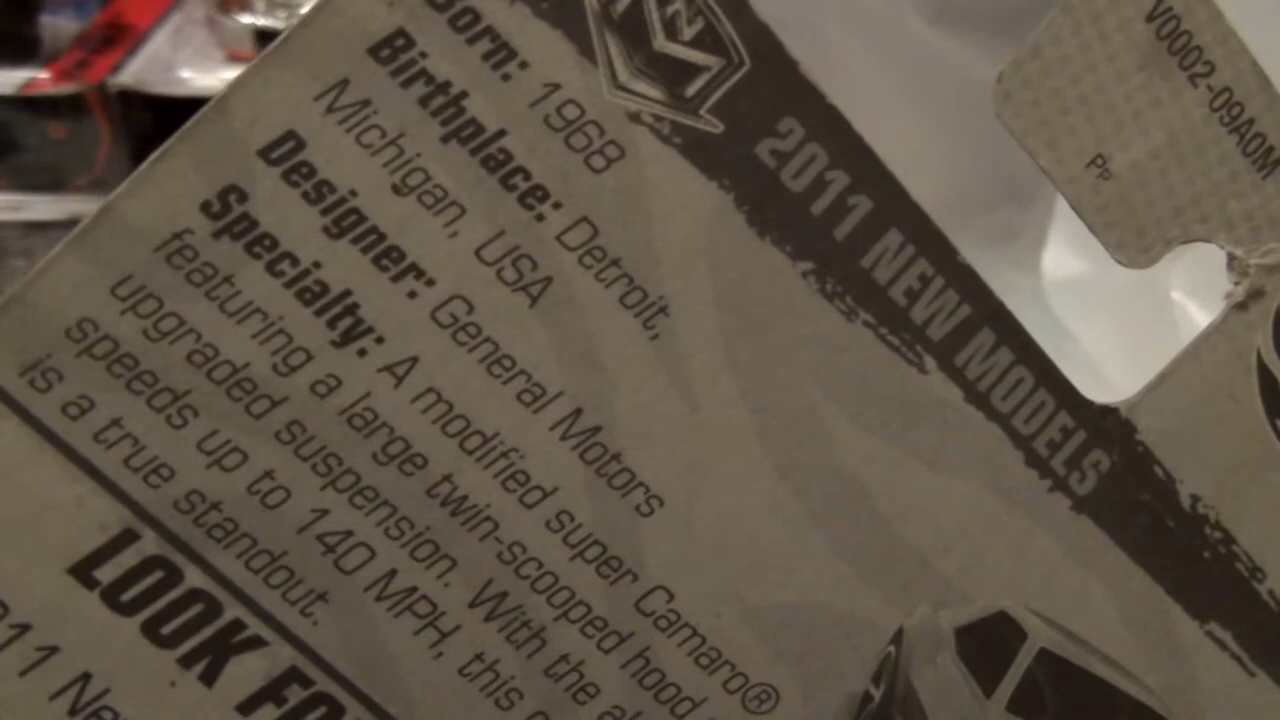 V0002-09A0M
Pp
2011 NEW MODELS
Born: 1968
Birthplace: Detroit,
Michigan, USA
Designer: General Motors
Specialty: A modified super Camaro®
featuring a large twin-scooped hood
upgraded suspension. With the
speeds up to 140 MPH, this
is a true standout.
LOOK